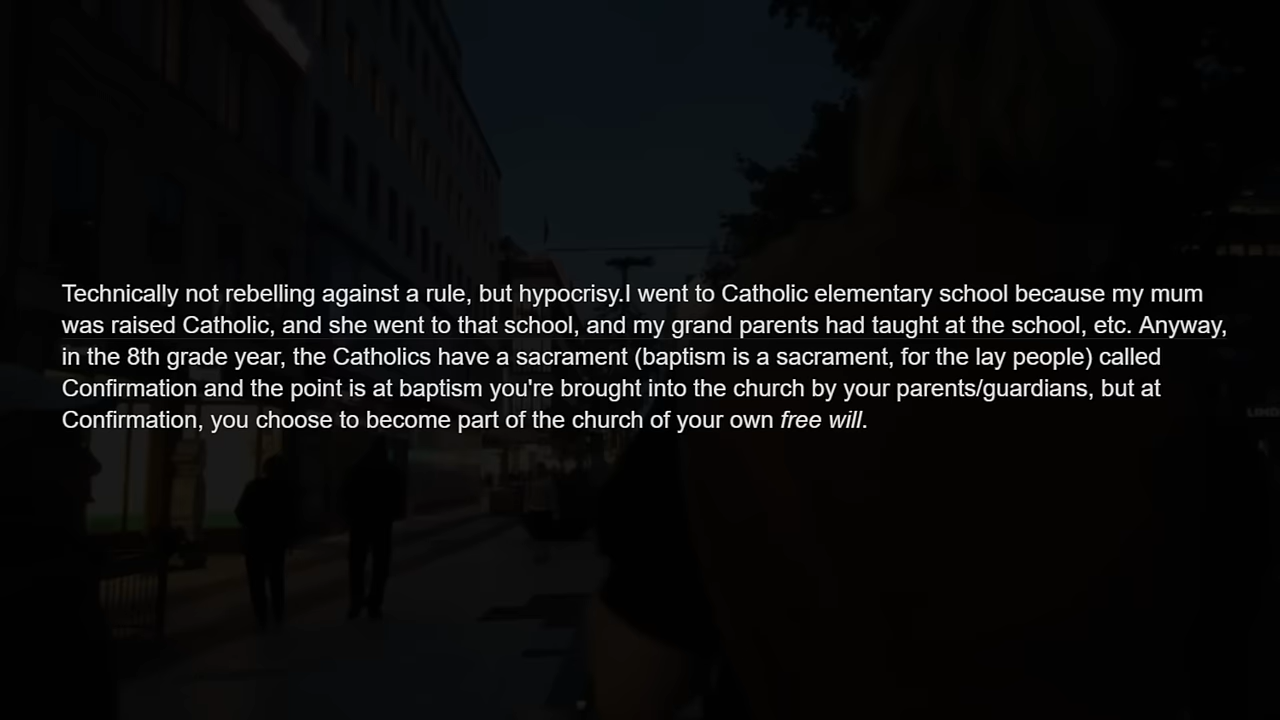 Technically not rebelling against a rule, but hypocrisy.I went to Catholic elementary school because my mum
was raised Catholic, and she went to that school, and my grand parents had taught at the school, etc. Anyway,
in the 8th grade year, the Catholics have a sacrament (baptism is a sacrament, for the lay people) called
Confirmation and the point is at baptism you're brought into the church by your parents/guardians, but at
Confirmation, you choose to become part of the church of your own free will.